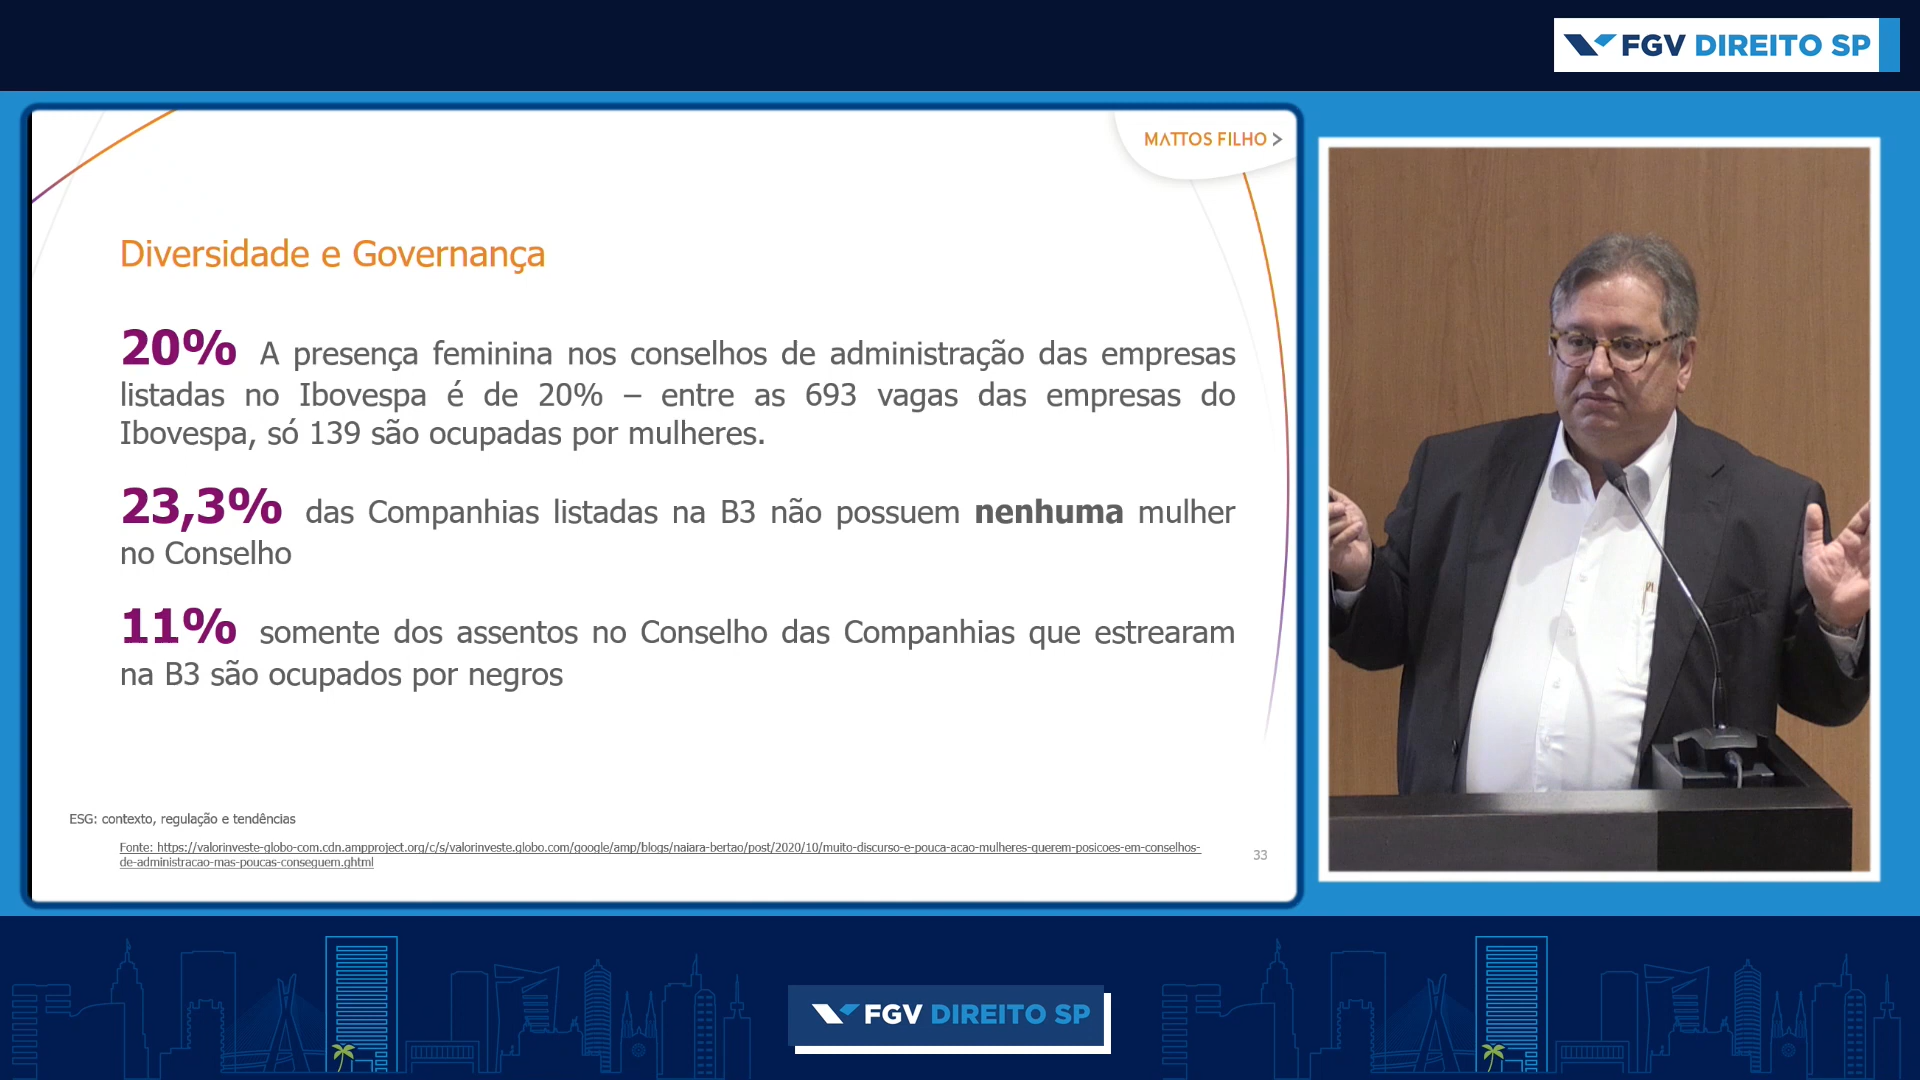 FGV DIREITO SP
MATTOS FILHO >
Diversidade e Governança
20% A presença feminina nos conselhos de administração das empresas
listadas no Ibovespa é de 20% – entre as 693 vagas das empresas do
Ibovespa, só 139 são ocupadas por mulheres.
23,3% das Companhias listadas na B3 não possuem nenhuma mulher
no Conselho
11% somente dos assentos no Conselho das Companhias que estrearam
na B3 são ocupados por negros
ESG: contexto, regulação e tendências
Fonte: https://valorinveste-globo-com.cdn.ampproject.org/c/s/valorinveste.globo.com/google/amp/blogs/naiara-bertao/post/2020/10/muito-discurso-e-pouca-acao-mulheres-querem-posicoes-em-conselhos-
de-administracao-mas-poucas-conseguem.ghtml
33
FGV DIREITO SP